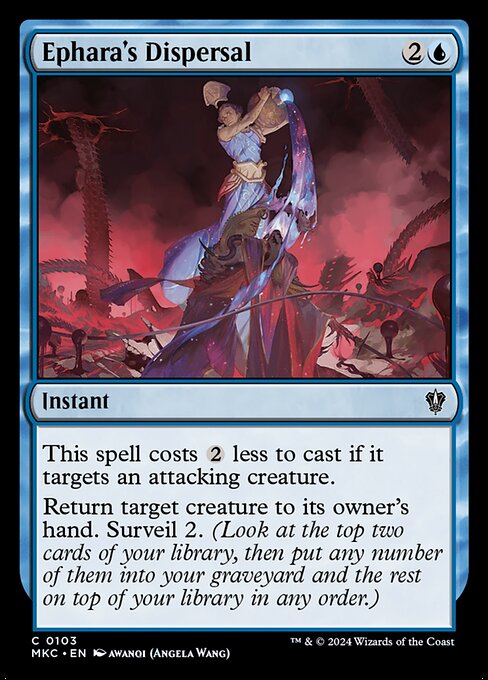 Ephara's Dispersal 2
Instant
This spell costs 2 less to cast if it
targets an attacking creature.
Return target creature to its owner's
hand. Surveil 2. (Look at the top two
cards of your library, then put any number
of them into your graveyard and the rest
on top of your library in any order.)
C 0103
MKC • EN AWANQI (ANGELA WANG)
™ & © 2024 Wizards of the Coast